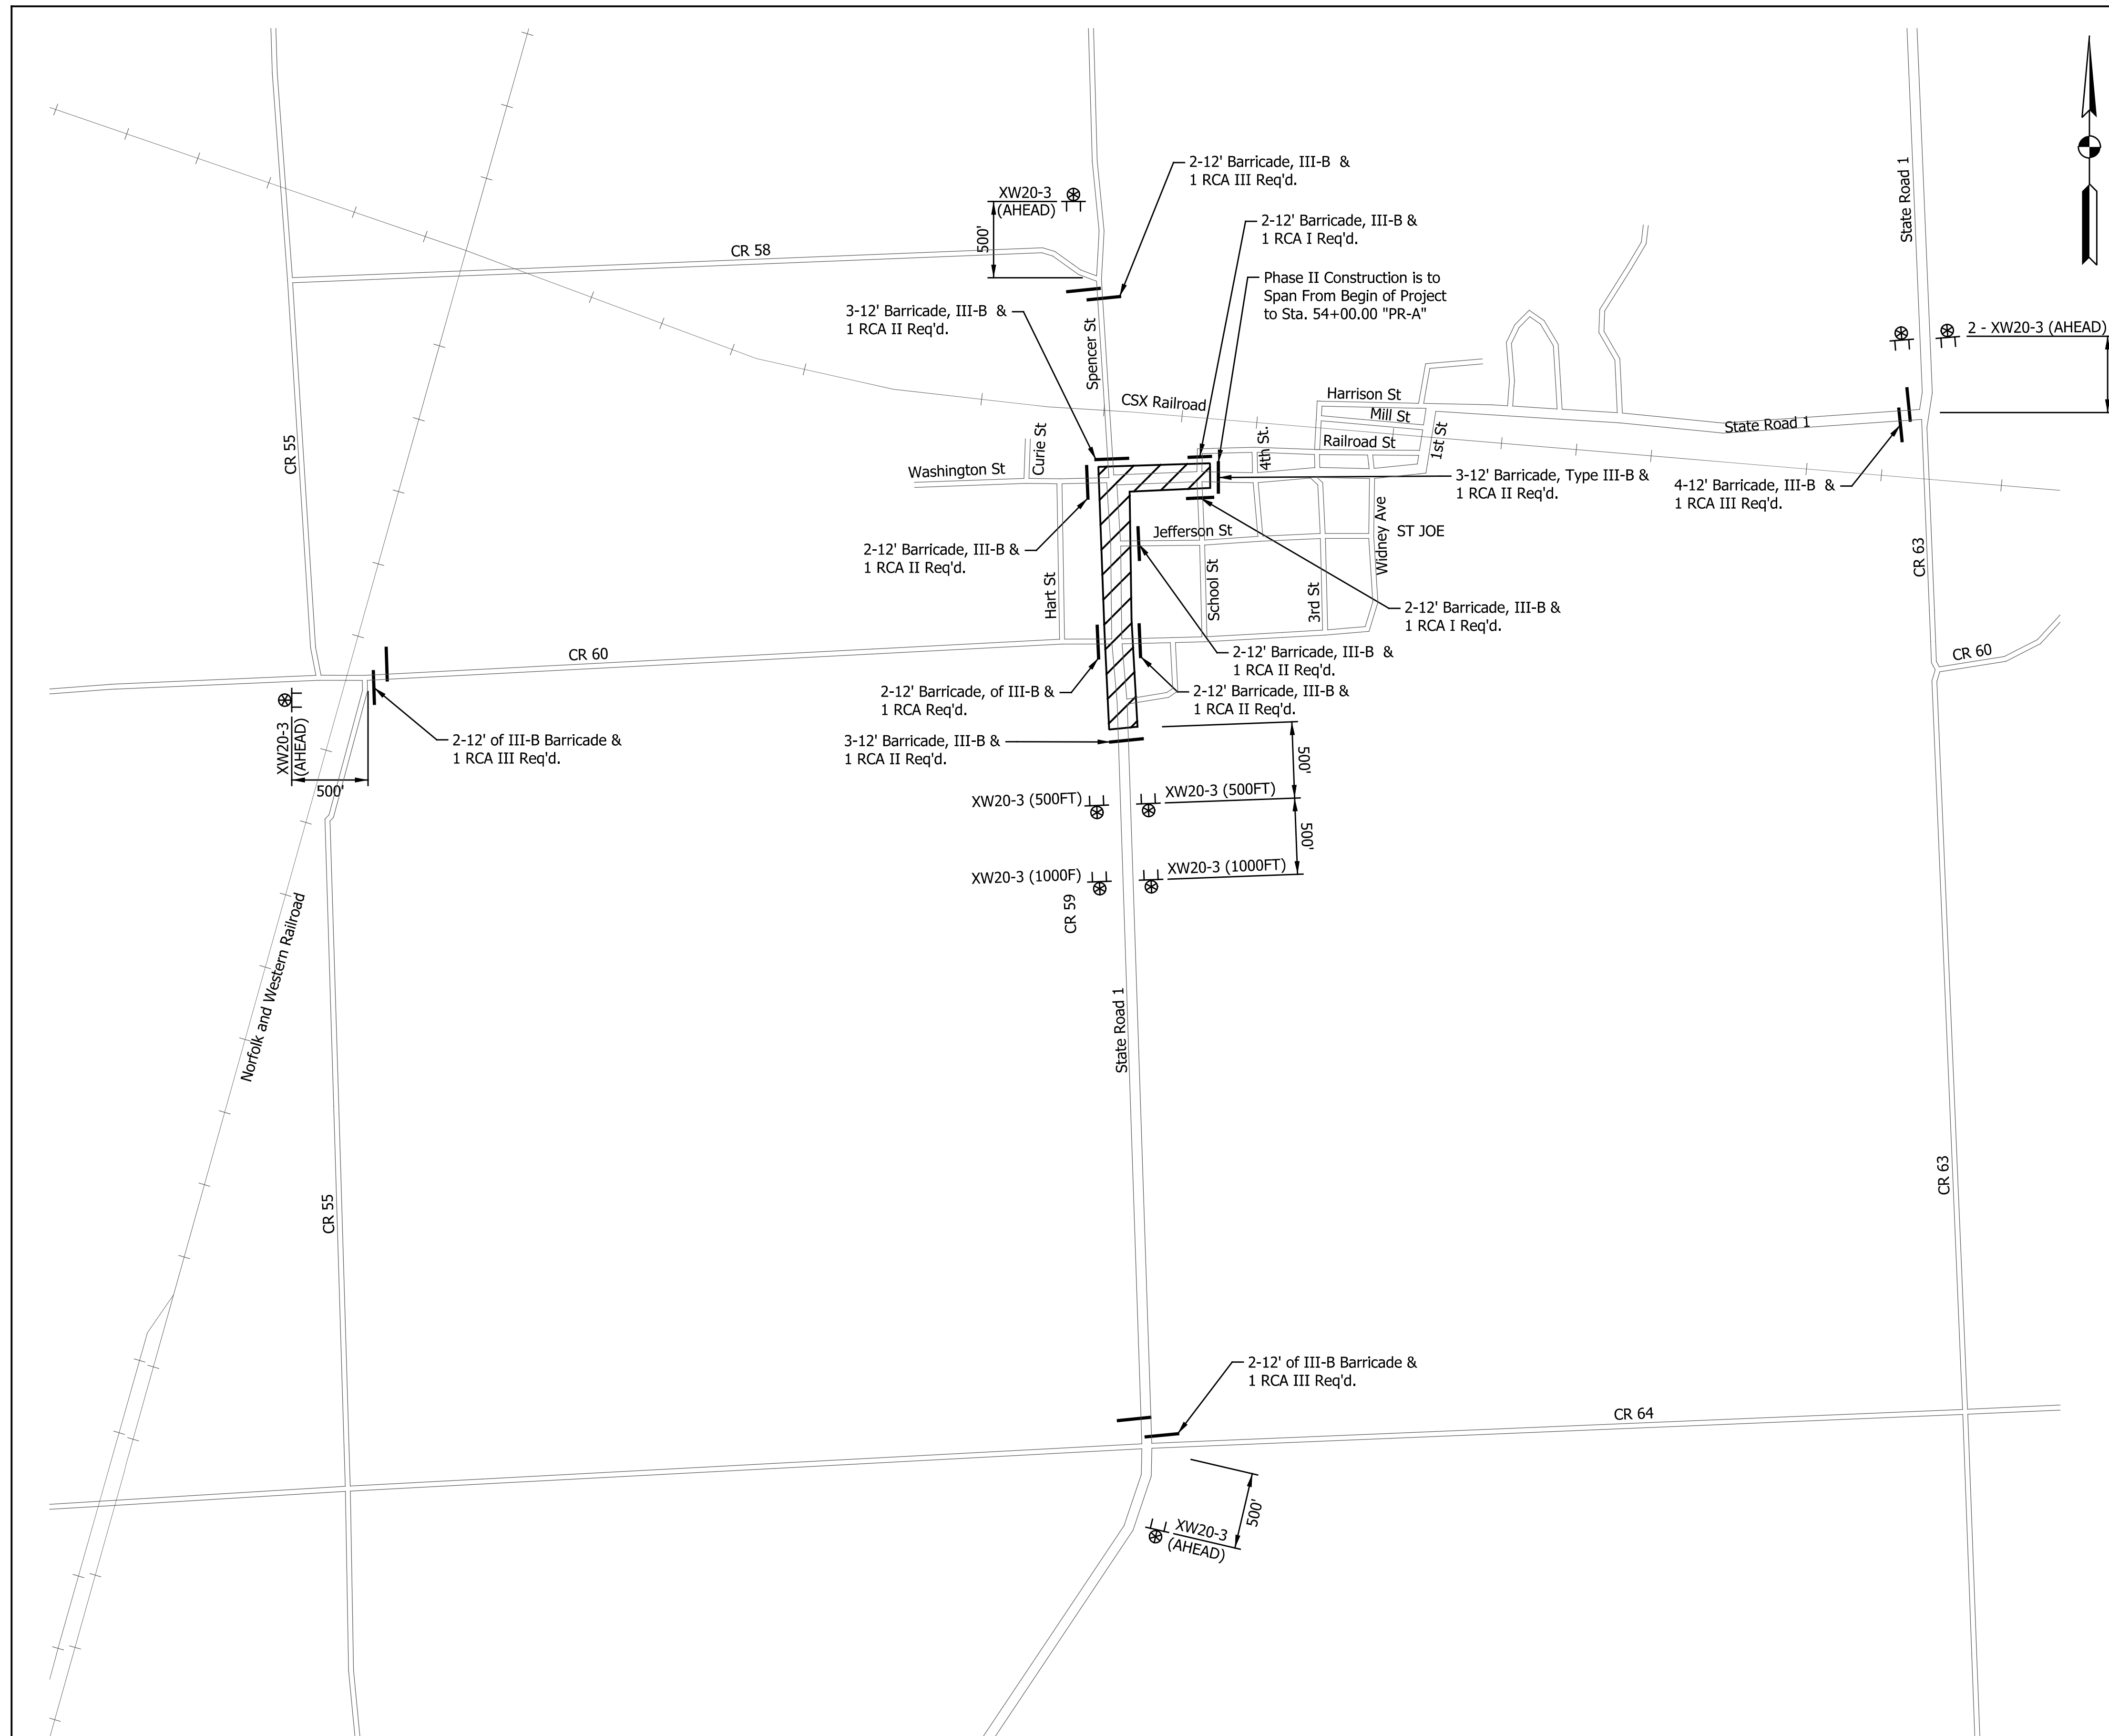 2-12' Barricade, III-B &
1 RCA III Req'd.
XW20-3
(AHEAD)
500'
2-12' Barricade, III-B &
1 RCA I Req'd.
State Road 1
CR 58
Phase II Construction is to
Span From Begin of Project
to Sta. 54+00.00 "PR-A"
3-12' Barricade, III-B &
1 RCA II Req'd.
Spencer St
2 - XW20-3 (AHEAD)
CSX Railroad
Harrison St
Mill St
State Road 1
Railroad St
1st St
4th St.
Curie St
CR 55
Washington St
3-12' Barricade, Type III-B &
1 RCA II Req'd.
4-12' Barricade, III-B &
1 RCA III Req'd.
Jefferson St
Widney Ave
ST JOE
2-12' Barricade, III-B &
1 RCA II Req'd.
CR 63
Hart St
School St
3rd St
2-12' Barricade, III-B &
1 RCA I Req'd.
CR 60
2-12' Barricade, III-B &
1 RCA II Req'd.
CR 60
2-12' Barricade, of III-B &
1 RCA Req'd.
2-12' Barricade, III-B &
1 RCA II Req'd.
XW20-3
(AHEAD)
500'
2-12' of III-B Barricade &
1 RCA III Req'd.
3-12' Barricade, III-B &
1 RCA II Req'd.
500'
XW20-3 (500FT)
XW20-3 (500FT)
500'
XW20-3 (1000F)
XW20-3 (1000FT)
CR 59
Norfolk and Western Railroad
State Road 1
CR 63
CR 55
2-12' of III-B Barricade &
1 RCA III Req'd.
CR 64
500'
XW20-3
(AHEAD)